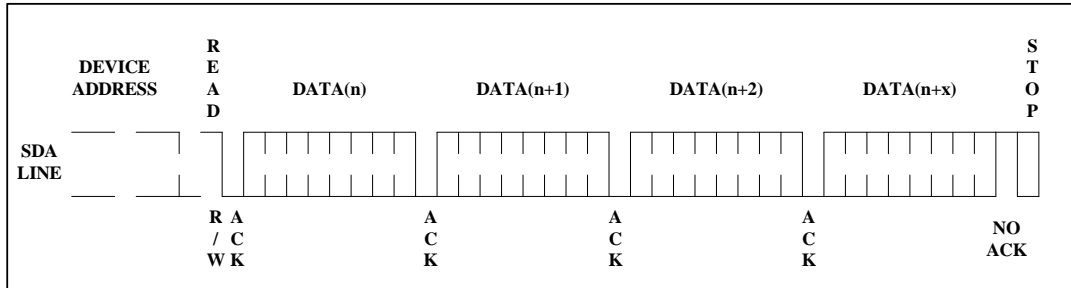 READ
STOP
DEVICE
ADDRESS
DATA(n)
DATA(n+1)
DATA(n+2)
DATA(n+x)
SDA
LINE
R/W
ACK
ACK
ACK
ACK
NO
ACK